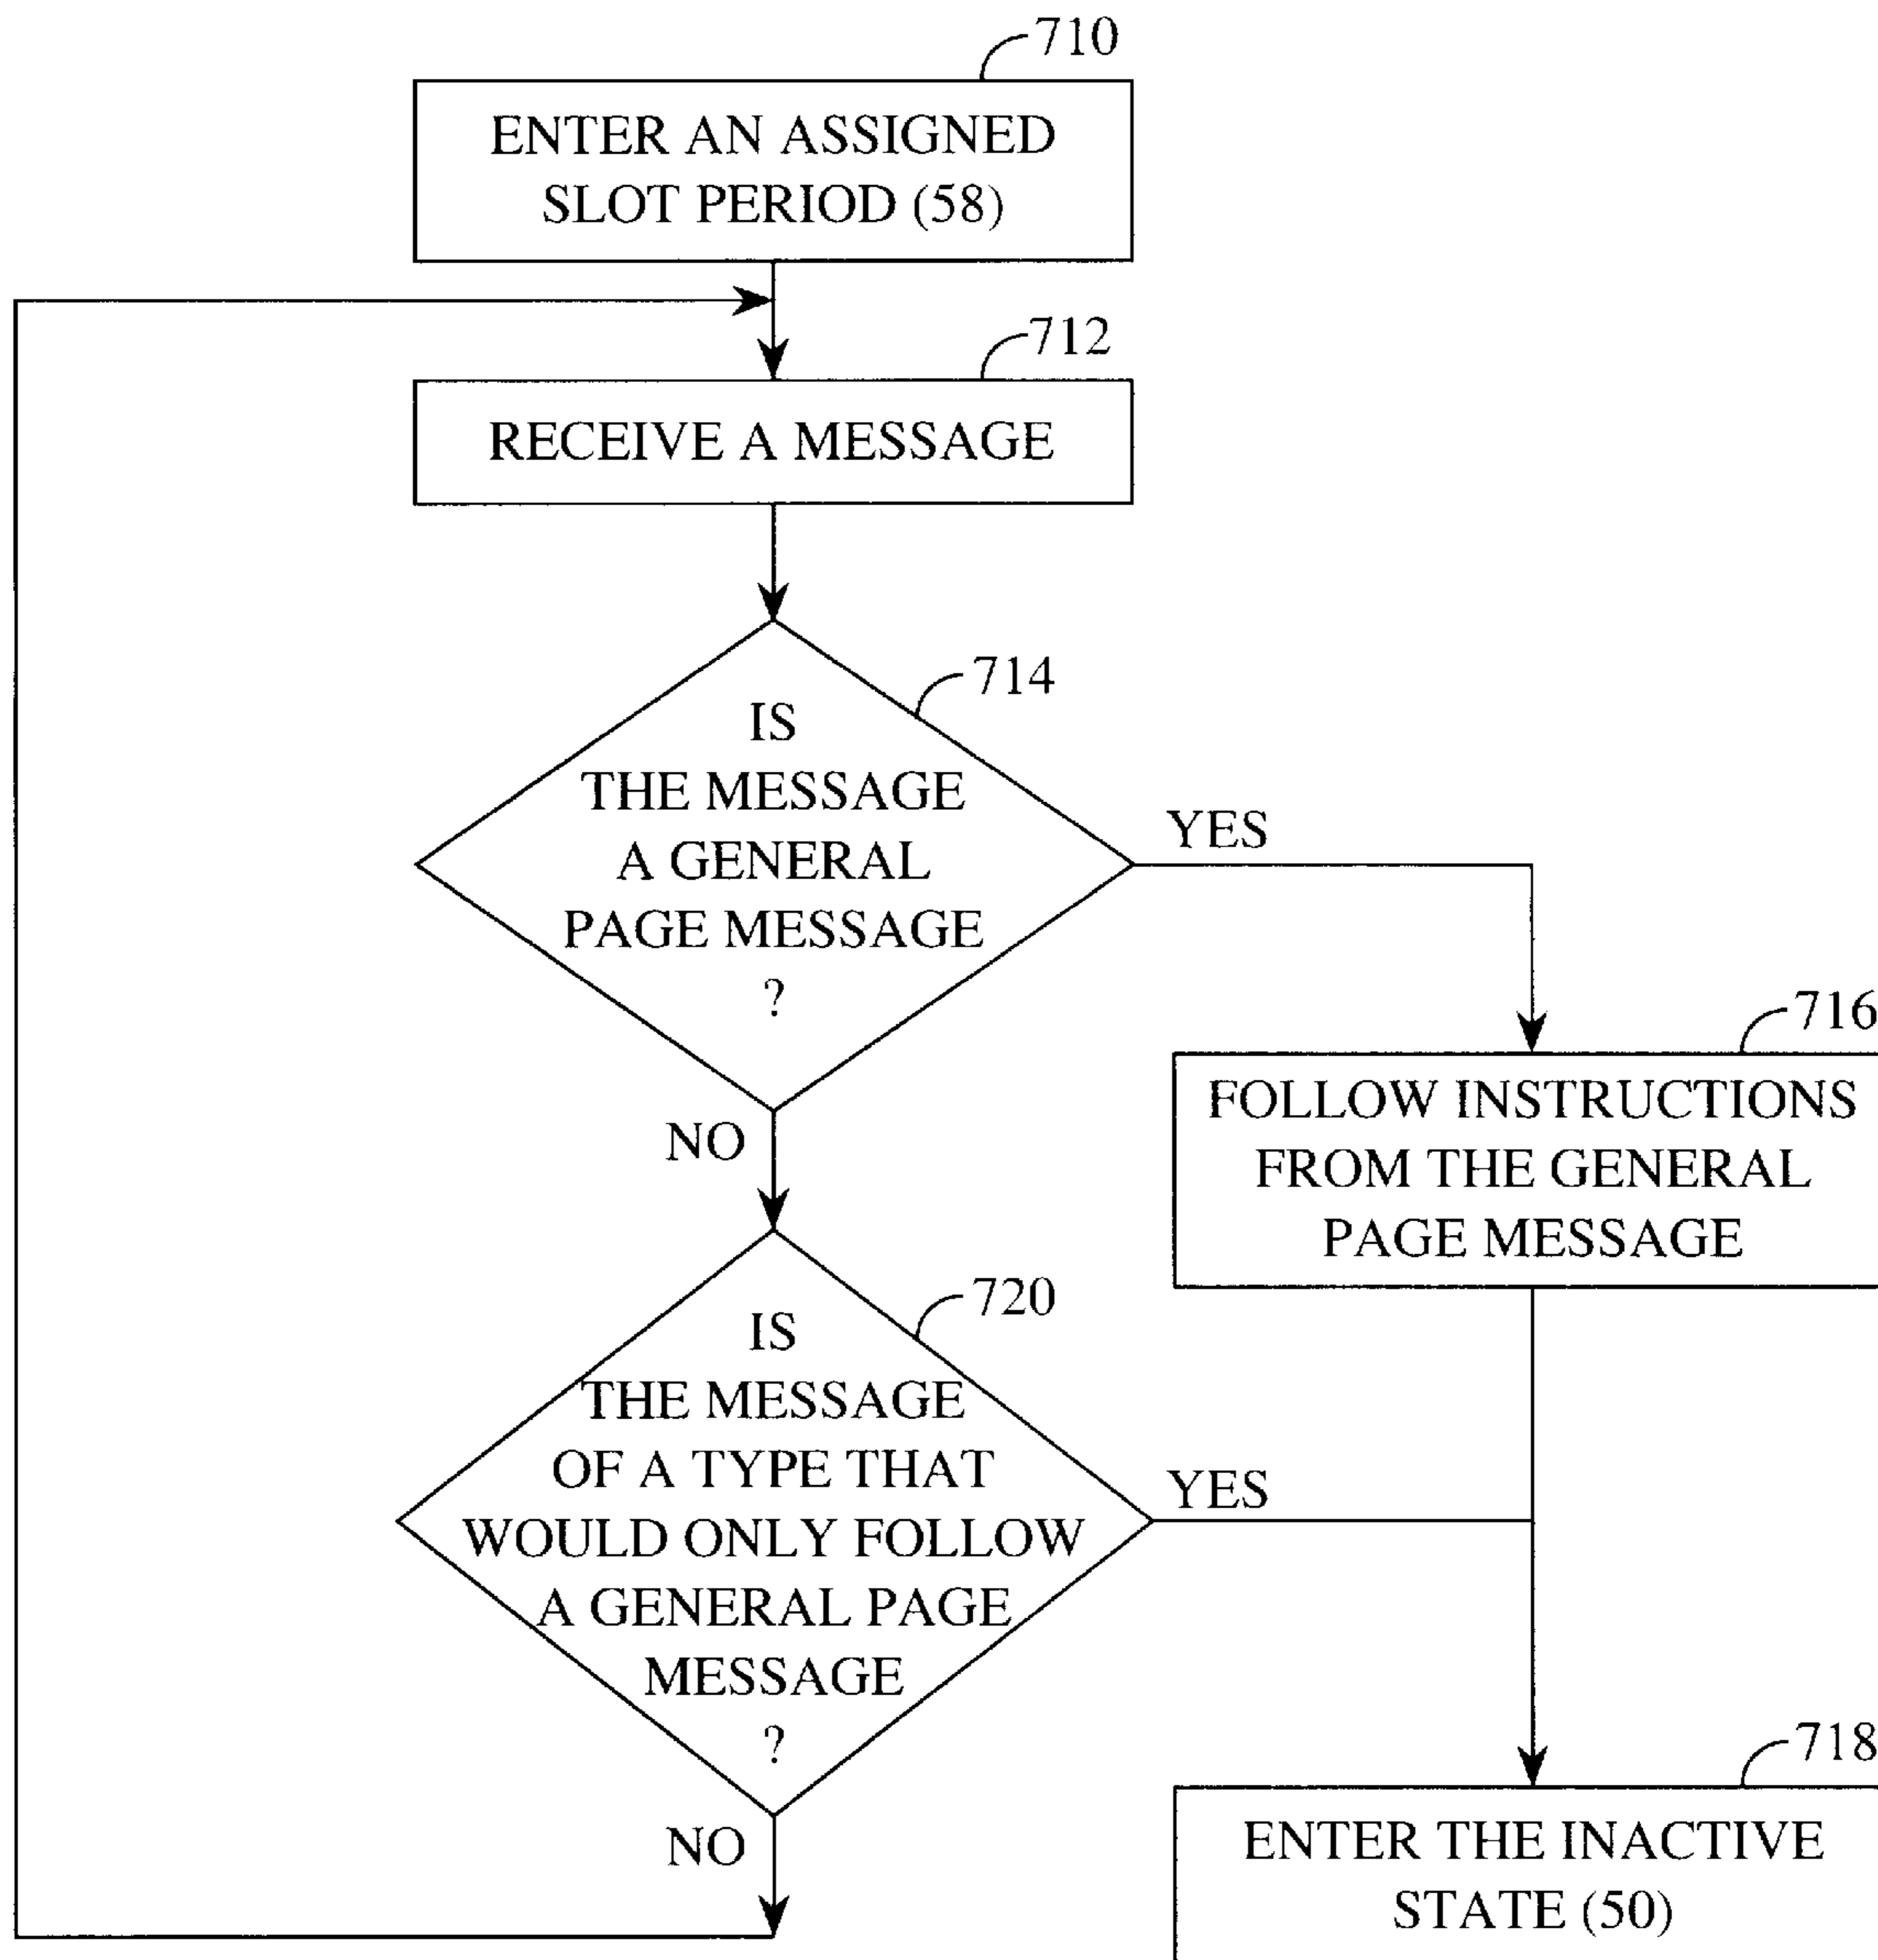 710
ENTER AN ASSIGNED
SLOT PERIOD (58)
712
RECEIVE A MESSAGE
714
IS
THE MESSAGE
A GENERAL
PAGE MESSAGE
?
YES
NO
716
FOLLOW INSTRUCTIONS
FROM THE GENERAL
PAGE MESSAGE
720
IS
THE MESSAGE
OF A TYPE THAT
WOULD ONLY FOLLOW
A GENERAL PAGE
MESSAGE
?
YES
NO
718
ENTER THE INACTIVE
STATE (50)